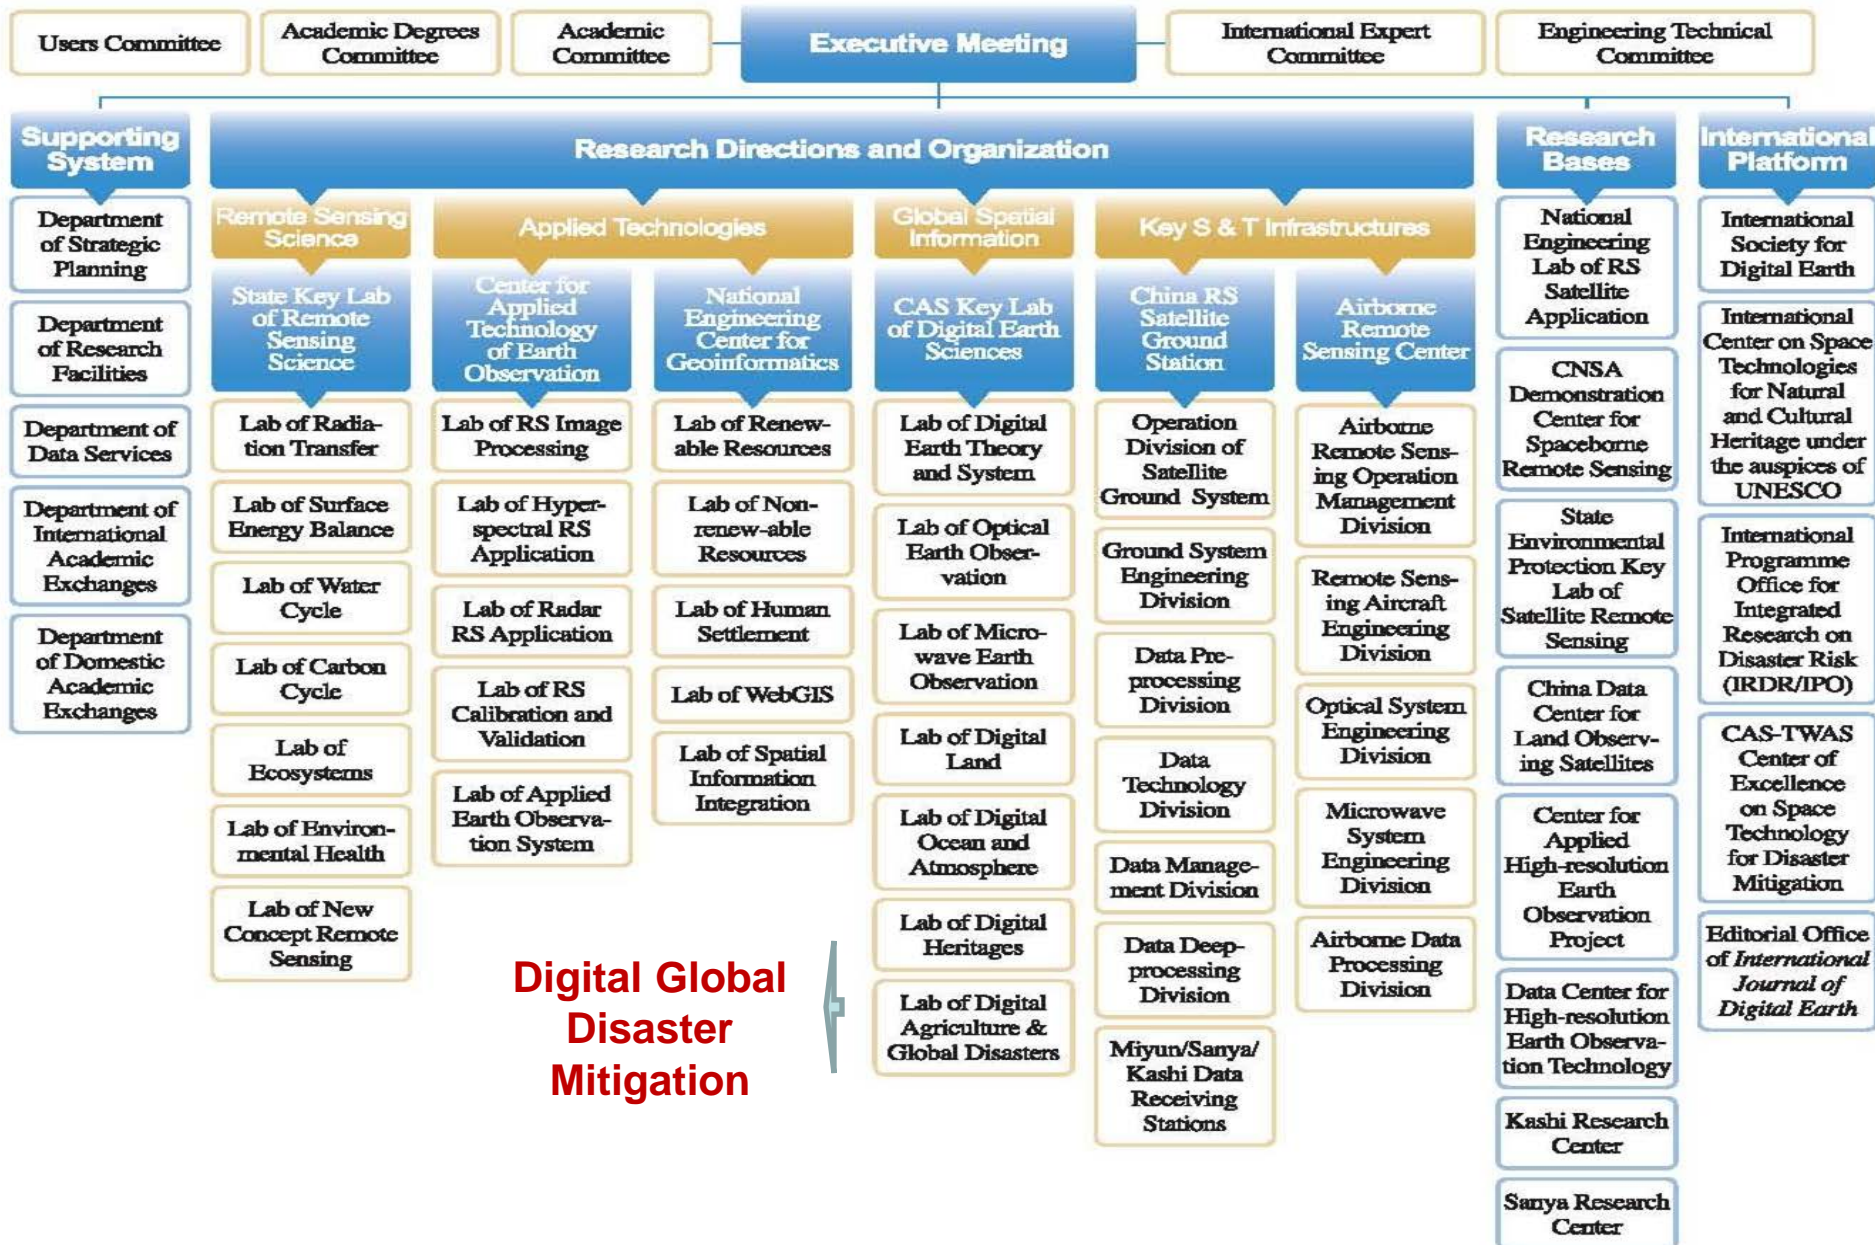 Users Committee
Academic Degrees
Committee
Academic
Committee
Executive Meeting
International Expert
Committee
Engineering Technical
Committee
Supporting
System
Research Directions and Organization
Research
Bases
International
Platform
Department
of Strategic
Planning
Department
of Research
Facilities
Department of
Data Services
Department of
International
Academic
Exchanges
Department
of Domestic
Academic
Exchanges
Remote Sensing
Science
State Key Lab
of Remote
Sensing
Science
Lab of Radia-
tion Transfer
Lab of Surface
Energy Balance
Lab of Water
Cycle
Lab of Carbon
Cycle
Lab of
Ecosystems
Lab of Environ-
mental Health
Lab of New
Concept Remote
Sensing
Applied Technologies
Center for
Applied
Technology
of Earth
Observation
Lab of RS Image
Processing
Lab of Hyper-
spectral RS
Application
Lab of Radar
RS Application
Lab of RS
Calibration and
Validation
Lab of Applied
Earth Observa-
tion System
National
Engineering
Center for
Geoinformatics
Lab of Renew-
able Resources
Lab of Non-
renew-able
Resources
Lab of Human
Settlement
Lab of WebGIS
Lab of Spatial
Information
Integration
Global Spatial
Information
CAS Key Lab
of Digital Earth
Sciences
Lab of Digital
Earth Theory
and System
Lab of Optical
Earth Obser-
vation
Lab of Micro-
wave Earth
Observation
Lab of Digital
Land
Lab of Digital
Ocean and
Atmosphere
Lab of Digital
Heritages
Lab of Digital
Agriculture &
Global Disasters
Digital Global
Disaster
Mitigation
Key S & T Infrastructures
China RS
Satellite
Ground
Station
Operation
Division of
Satellite
Ground System
Ground System
Engineering
Division
Data Pre-
processing
Division
Data
Technology
Division
Data Manage-
ment Division
Data Deep-
processing
Division
Miyun/Sanya/
Kashi Data
Receiving
Stations
Airborne
Remote
Sensing Center
Airborne
Remote Sens-
ing Operation
Management
Division
Remote Sens-
ing Aircraft
Engineering
Division
Optical System
Engineering
Division
Microwave
System
Engineering
Division
Airborne Data
Processing
Division
National
Engineering
Lab of RS
Satellite
Application
CNSA
Demonstration
Center for
Spaceborne
Remote Sensing
State
Environmental
Protection Key
Lab of
Satellite Remote
Sensing
China Data
Center for
Land Observ-
ing Satellites
Center for
Applied
High-resolution
Earth
Observation
Project
Data Center for
High-resolution
Earth Observa-
tion Technology
Kashi Research
Center
Sanya Research
Center
International
Society for
Digital Earth
International
Center on Space
Technologies
for Natural
and Cultural
Heritage under
the auspices of
UNESCO
International
Programme
Office for
Integrated
Research on
Disaster Risk
(IRDR/IPO)
CAS-TWAS
Center of
Excellence
on Space
Technology
for Disaster
Mitigation
Editorial Office
of International
Journal of
Digital Earth